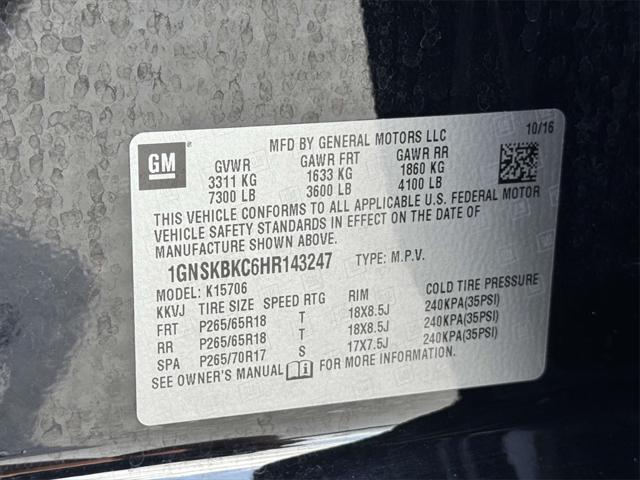 GM
MFD BY GENERAL MOTORS LLC 10/16
GVWR GAWR FRT GAWR RR
3311 KG 1633 KG 1860 KG
7300 LB 3600 LB 4100 LB
THIS VEHICLE CONFORMS TO ALL APPLICABLE U.S. FEDERAL MOTOR
VEHICLE SAFETY STANDARDS IN EFFECT ON THE DATE OF
MANUFACTURE SHOWN ABOVE.
1GNSKBKC6HR143247 TYPE: M.P.V.
MODEL: K15706
KKVJ TIRE SIZE SPEED RTG RIM COLD TIRE PRESSURE
FRT P265/65R18 T 18X8.5J 240KPA(35PSI)
RR P265/65R18 T 18X8.5J 240KPA(35PSI)
SPA P265/70R17 S 17X7.5J 240KPA(35PSI)
SEE OWNER'S MANUAL FOR MORE INFORMATION.